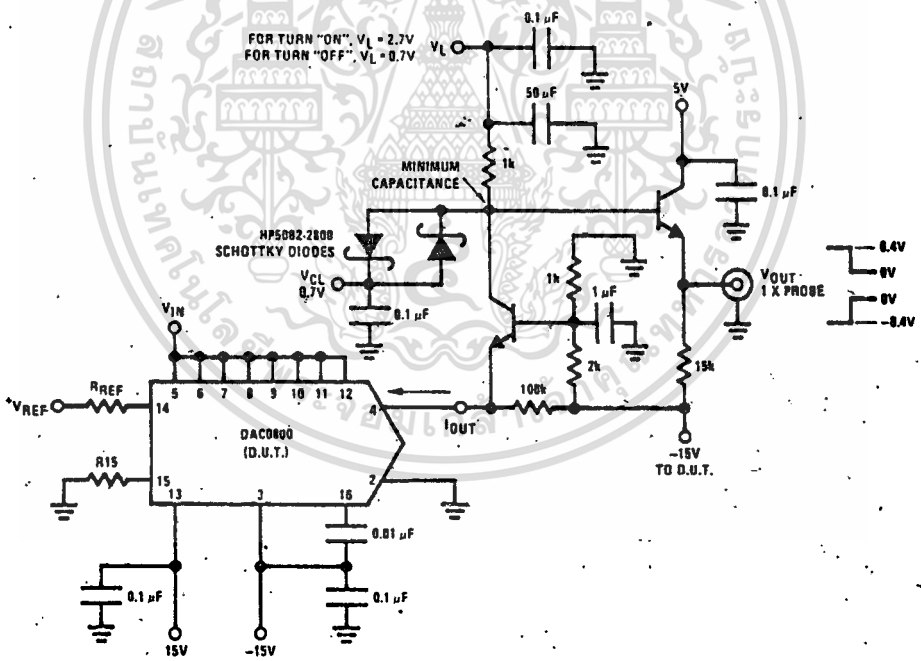 FOR TURN "ON", VL = 2.7V
FOR TURN "OFF", VL = 0.7V
VL
0.1 µF
50 µF
5V
1k
MINIMUM
CAPACITANCE
0.1 µF
HP5082-2800
SCHOTTKY DIODES
VCL
0.7V
0.1 µF
1k
1 µF
2k
VOUT
1 X PROBE
0.4V
0V
0V
-0.4V
15k
VIN
5 6 7 8 9 10 11 12
+VREF
RREF
14
4
IOUT
100k
DAC0800
(D.U.T.)
-15V
TO D.U.T.
R15
15
2
13
3
16
0.01 µF
0.1 µF
0.1 µF
15V
-15V